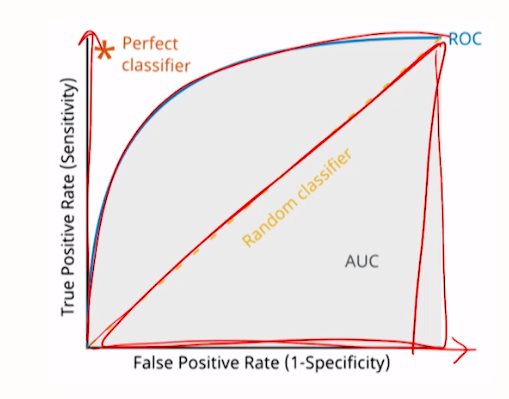 Perfect
classifier
ROC
True Positive Rate (Sensitivity)
Random classifier
AUC
False Positive Rate (1-Specificity)